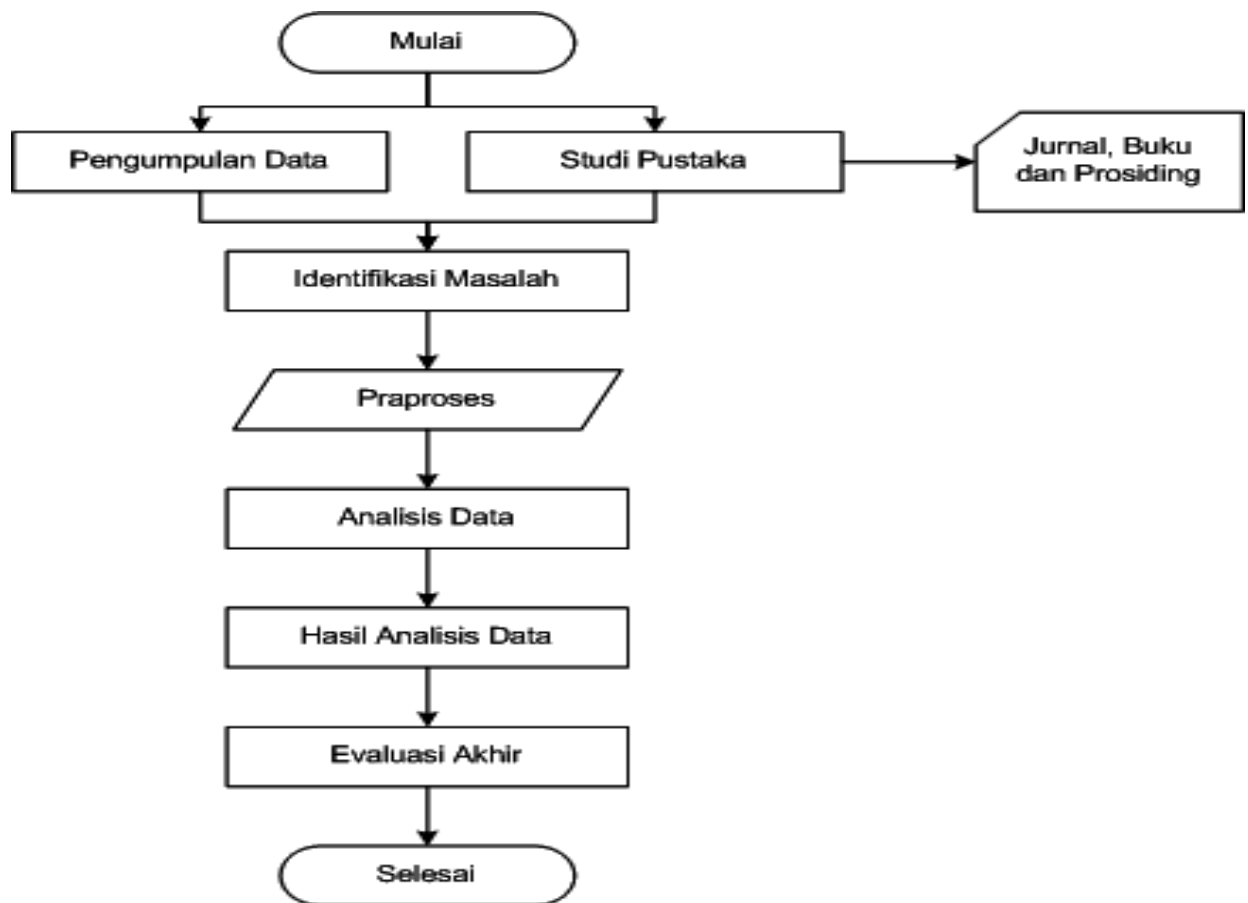 Mulai
Pengumpulan Data
Studi Pustaka
Jurnal, Buku
dan Prosiding
Identifikasi Masalah
Praproses
Analisis Data
Hasil Analisis Data
Evaluasi Akhir
Selesai